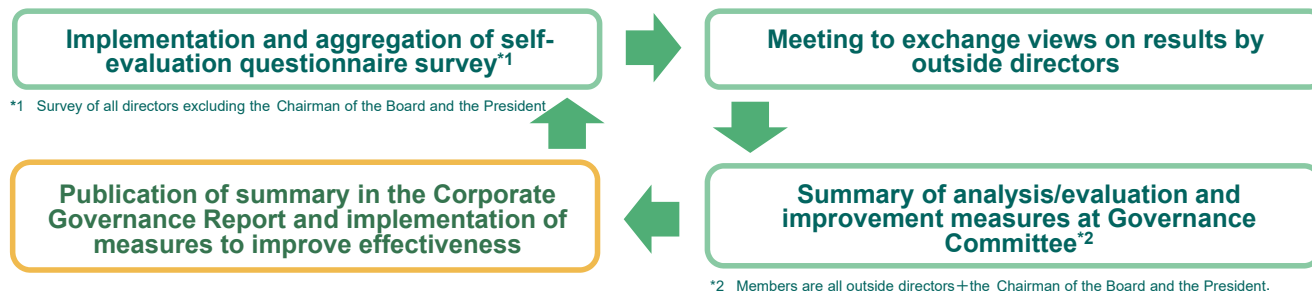 Implementation and aggregation of self-
evaluation questionnaire survey*1
*1 Survey of all directors excluding the Chairman of the Board and the President
Meeting to exchange views on results by
outside directors
Summary of analysis/evaluation and
improvement measures at Governance
Committee*2
*2 Members are all outside directors+the Chairman of the Board and the President.
Publication of summary in the Corporate
Governance Report and implementation of
measures to improve effectiveness